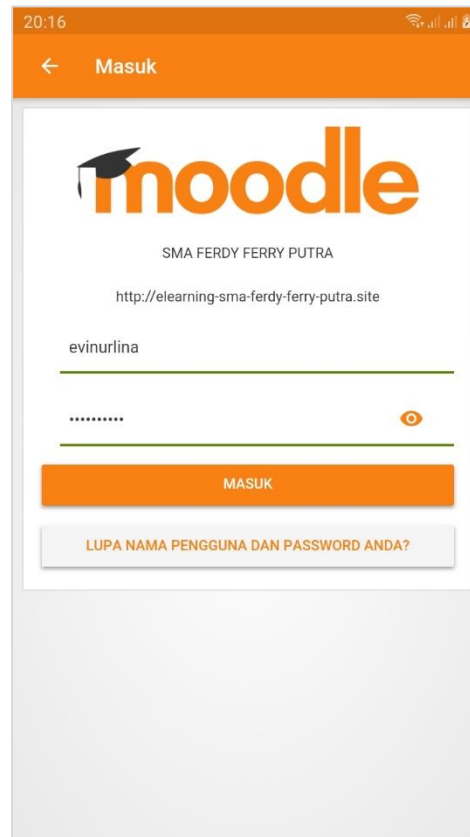 20:16
Masuk
moodle
SMA FERDY FERRY PUTRA
http://elearning-sma-ferdy-ferry-putra.site
evinurlina
••••••••••
MASUK
LUPA NAMA PENGGUNA DAN PASSWORD ANDA?